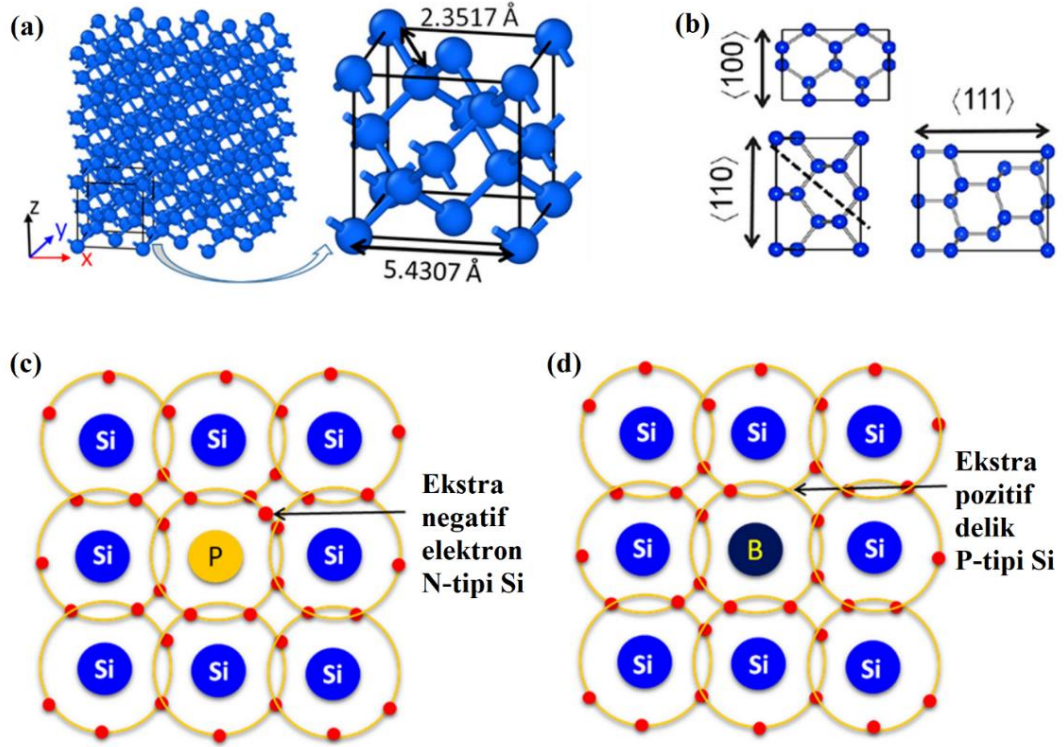 (a)
2.3517 Å
z
y
x
5.4307 Å
(b)
⟨100⟩
⟨110⟩
⟨111⟩
(c)
Si Si Si
Si P Si
Si Si Si
Ekstra
negatif
elektron
N-tipi Si
(d)
Si Si Si
Si B Si
Si Si Si
Ekstra
pozitif
delik
P-tipi Si